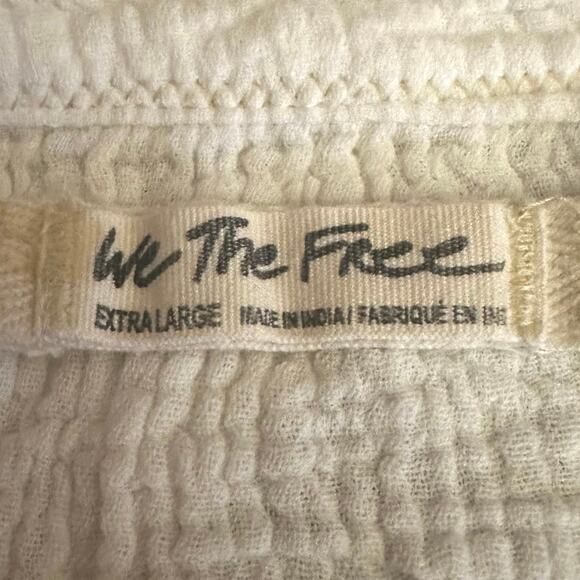 We The Free
EXTRA LARGE MADE IN INDIA / FABRIQUÉ EN